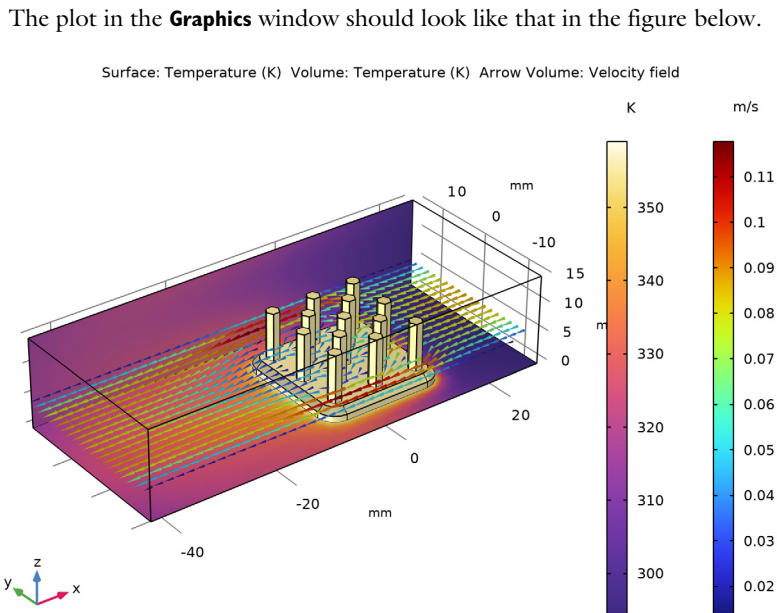 The plot in the Graphics window should look like that in the figure below.
Surface: Temperature (K) Volume: Temperature (K) Arrow Volume: Velocity field
K
m/s
10
mm
0
-10
15
10
5
0
m
20
0
-20
mm
-40
350
340
330
320
310
300
0.11
0.1
0.09
0.08
0.07
0.06
0.05
0.04
0.03
0.02
z
y
x